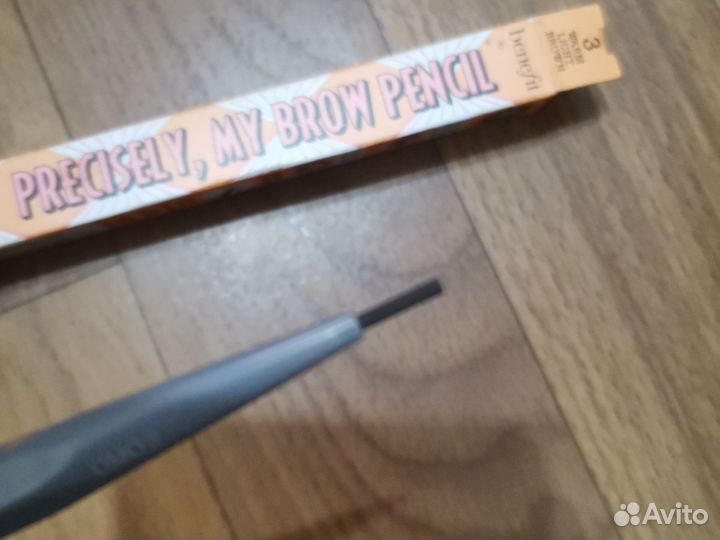 3
WARM
LIGHT
BROWN
benefit
PRECISELY, MY BROW PENCIL
Avito